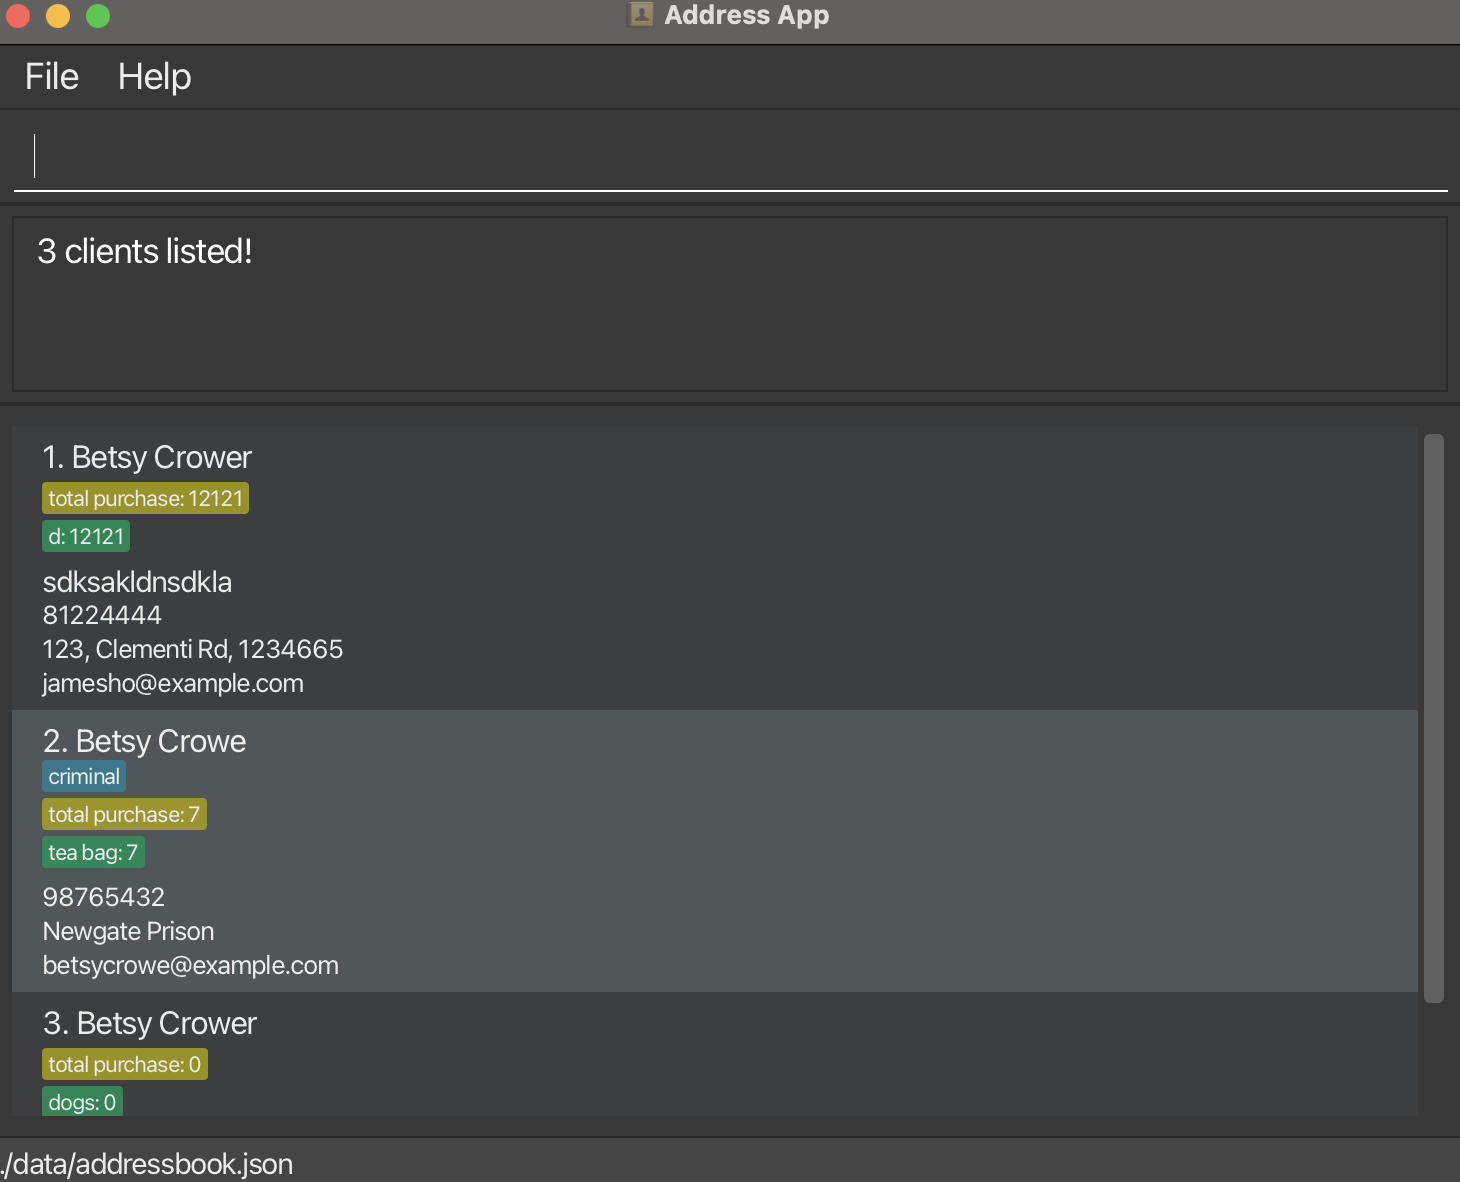 Address App
File Help
3 clients listed!
1. Betsy Crower
total purchase: 12121
d: 12121
sdksakldnsdkla
81224444
123, Clementi Rd, 1234665
jamesho@example.com
2. Betsy Crowe
criminal
total purchase: 7
tea bag: 7
98765432
Newgate Prison
betsycrowe@example.com
3. Betsy Crower
total purchase: 0
dogs: 0
./data/addressbook.json